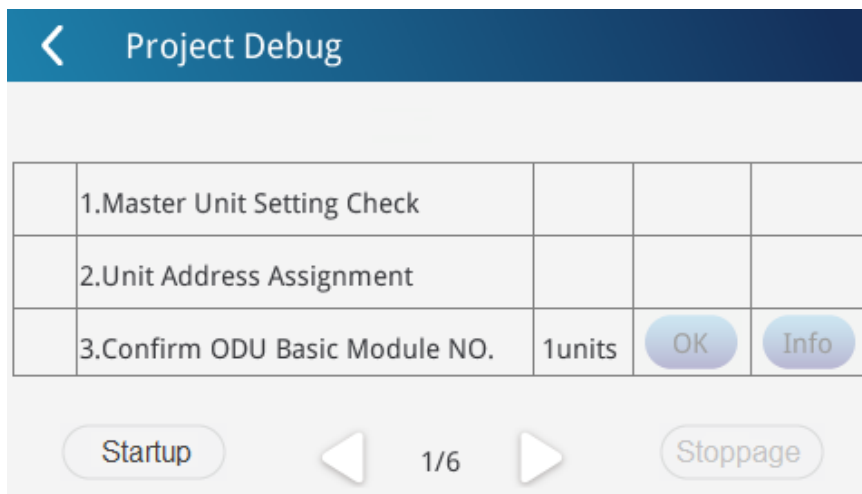 Project Debug
1.Master Unit Setting Check
2.Unit Address Assignment
3.Confirm ODU Basic Module NO. 1units OK Info
Startup 1/6 Stoppage